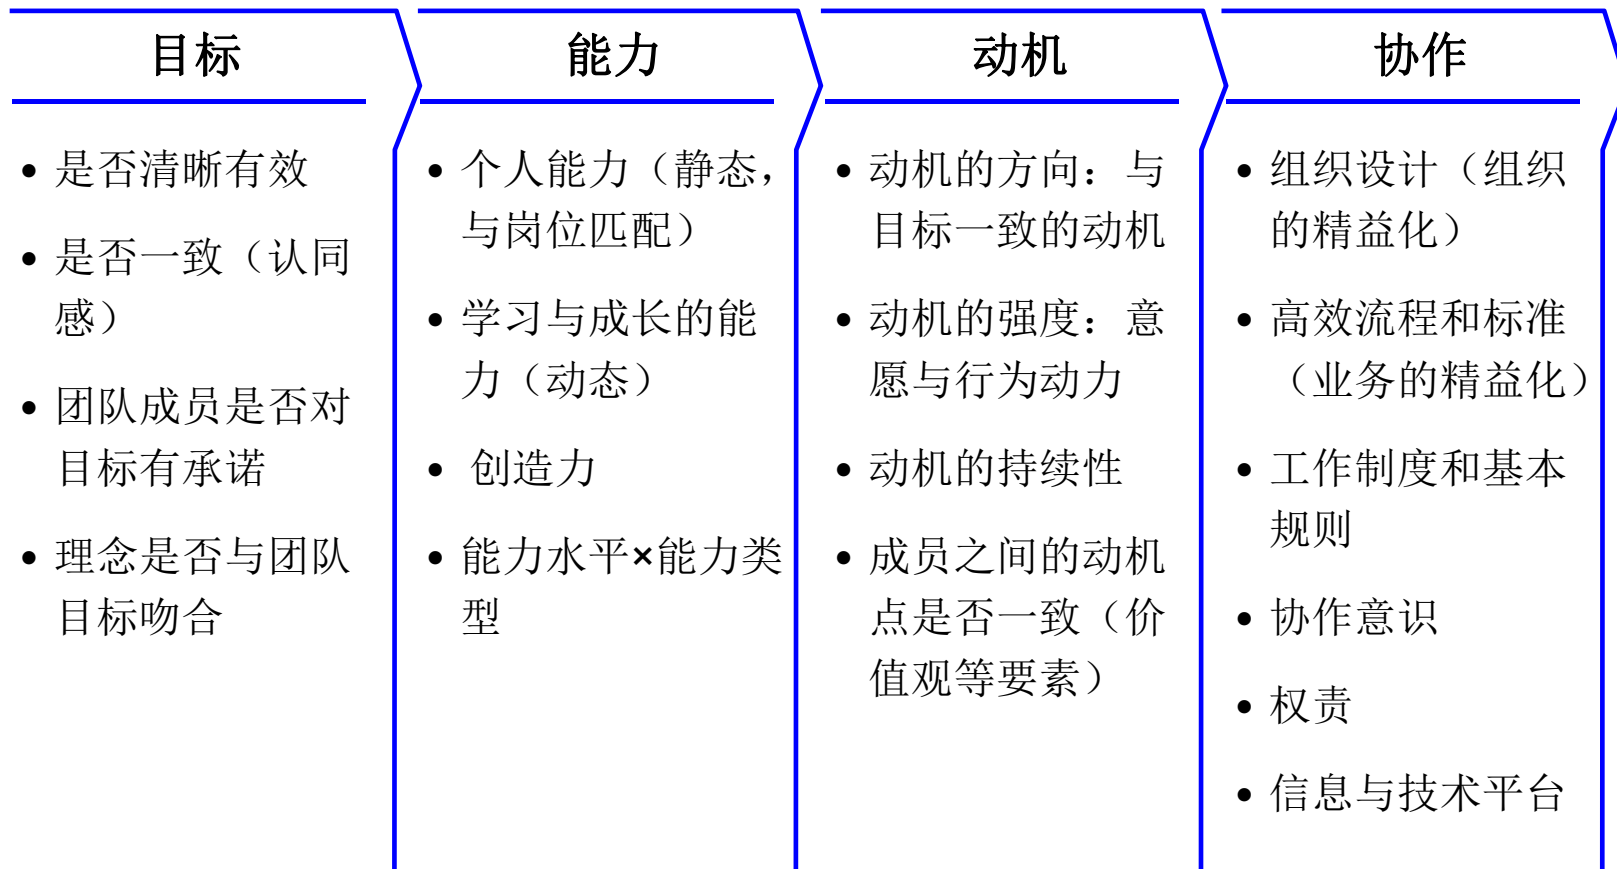 目标
• 是否清晰有效
• 是否一致（认同
感）
• 团队成员是否对
目标有承诺
• 理念是否与团队
目标吻合
能力
• 个人能力（静态，
与岗位匹配）
• 学习与成长的能
力（动态）
• 创造力
• 能力水平×能力类
型
动机
• 动机的方向：与
目标一致的动机
• 动机的强度：意
愿与行为动力
• 动机的持续性
• 成员之间的动机
点是否一致（价
值观等要素）
协作
• 组织设计（组织
的精益化）
• 高效流程和标准
（业务的精益化）
• 工作制度和基本
规则
• 协作意识
• 权责
• 信息与技术平台